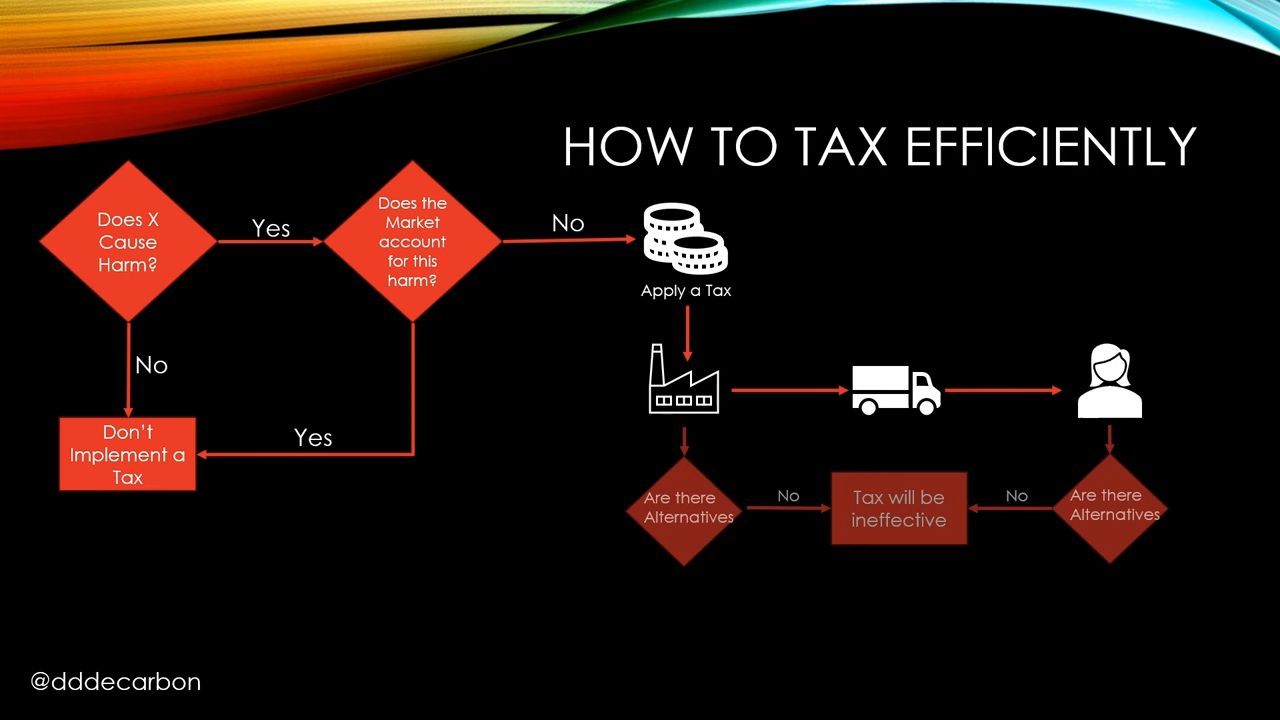 HOW TO TAX EFFICIENTLY
Does X
Cause
Harm?
Yes
Does the
Market
account
for this
harm?
No
Apply a Tax
No
Don't
Implement a
Tax
Yes
Are there
Alternatives
No
Tax will be
ineffective
No
Are there
Alternatives
@dddecarbon